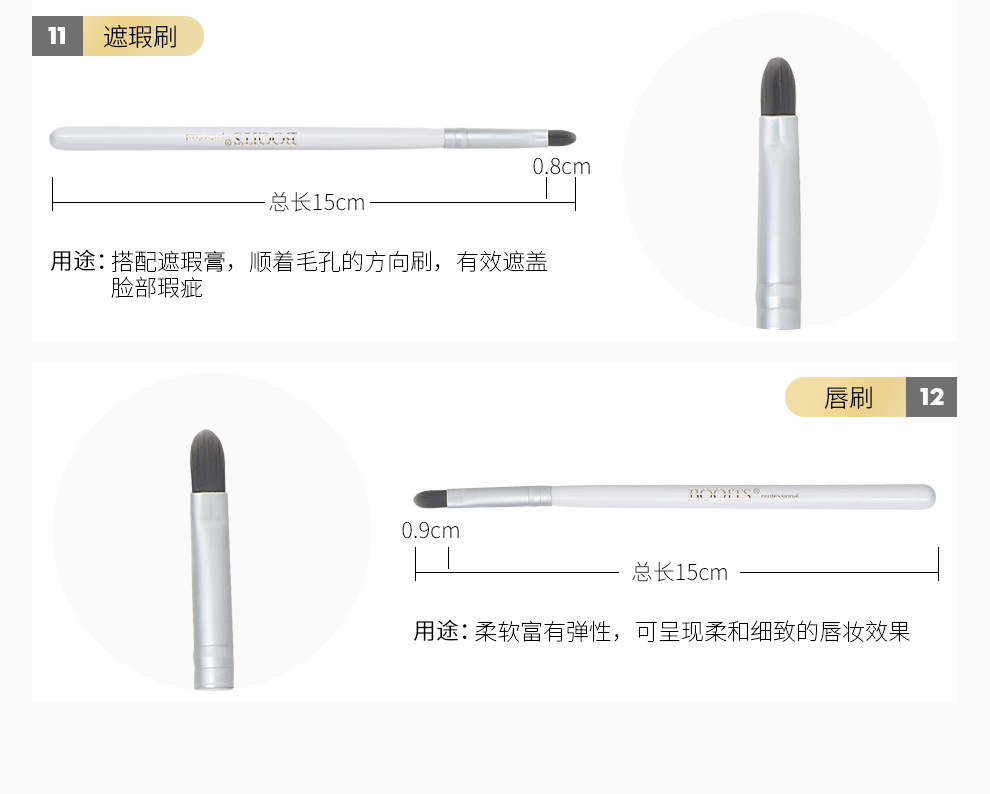 11 遮瑕刷
BOOITS®
0.8cm
总长15cm
用途：搭配遮瑕膏，顺着毛孔的方向刷，有效遮盖
脸部瑕疵
唇刷 12
BOOITS® professional
0.9cm
总长15cm
用途：柔软富有弹性，可呈现柔和细致的唇妆效果